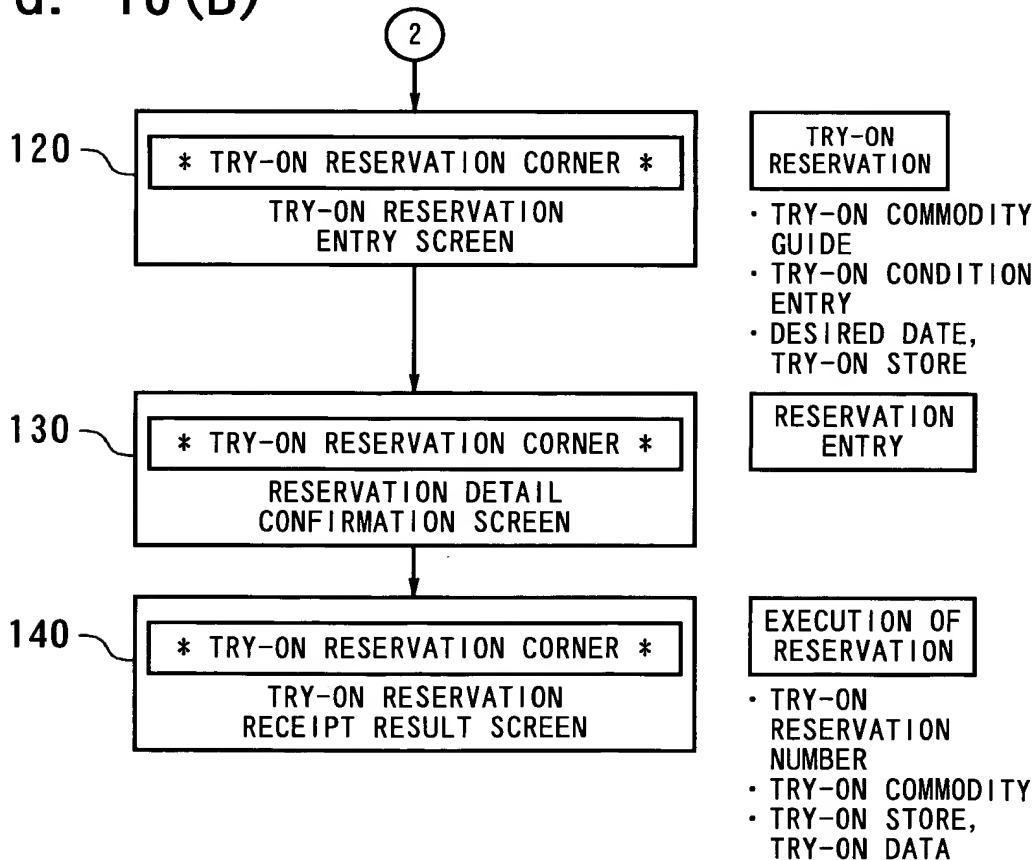 10(B)
2
120
* TRY-ON RESERVATION CORNER *
TRY-ON RESERVATION
ENTRY SCREEN
TRY-ON
RESERVATION
· TRY-ON COMMODITY
GUIDE
· TRY-ON CONDITION
ENTRY
· DESIRED DATE,
TRY-ON STORE
130
* TRY-ON RESERVATION CORNER *
RESERVATION DETAIL
CONFIRMATION SCREEN
RESERVATION
ENTRY
140
* TRY-ON RESERVATION CORNER *
TRY-ON RESERVATION
RECEIPT RESULT SCREEN
EXECUTION OF
RESERVATION
· TRY-ON
RESERVATION
NUMBER
· TRY-ON COMMODITY
· TRY-ON STORE,
TRY-ON DATA